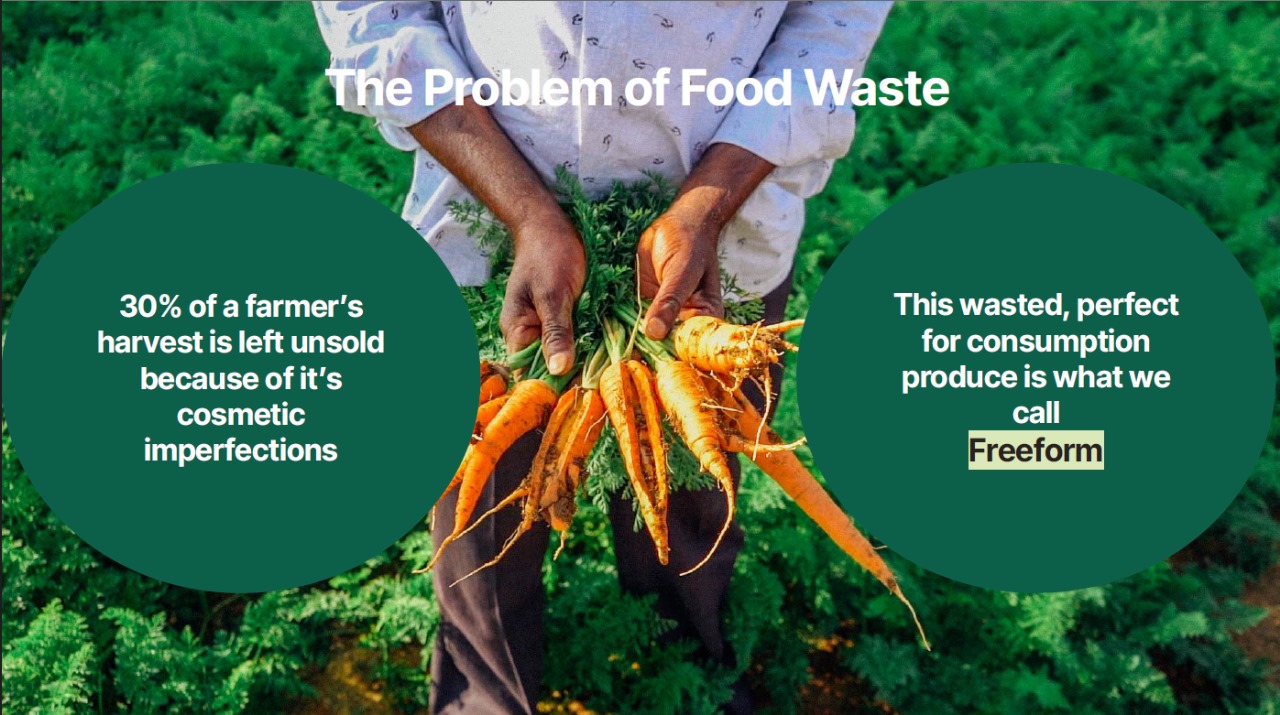 The Problem of Food Waste
30% of a farmer’s
harvest is left unsold
because of it’s
cosmetic
imperfections
This wasted, perfect
for consumption
produce is what we
call
Freeform